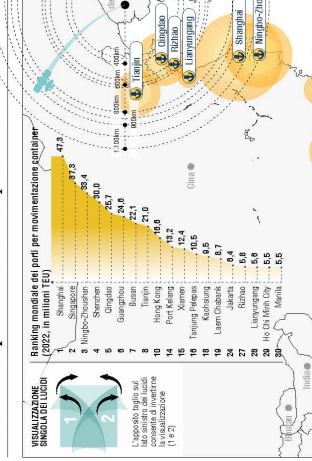 VISUALIZZAZIONE
SINGOLA DEI LUCIDI
1
2
L'apposito taglio sul
lato sinistro dei lucidi
consente di invertirne
la visualizzazione
(1 e 2)
Ranking mondiale dei porti per movimentazione container
(2022, in milioni TEU)
1 Shanghai 47,3
2 Singapore 37,3
3 Ningbo-Zhoushan 33,4
4 Shenzhen 30,0
5 Qingdao 25,7
6 Guangzhou 24,6
7 Busan 22,1
8 Tianjin 21,0
10 Hong Kong 16,6
14 Port Kelang 13,2
15 Xiamen 12,4
16 Tanjung Pelepas 10,5
18 Kaohsiung 9,5
19 Laem Chabang 8,7
24 Jakarta 6,4
27 Rizhao 5,8
28 Lianyungang 5,6
29 Ho Chi Minh City 5,5
30 Manila 5,5
1.100km
900km
800km
600km
400km
Tianjin
Qingdao
Rizhao
Lianyungang
Shanghai
Ningbo-Zho
Cina
Bhutan
India